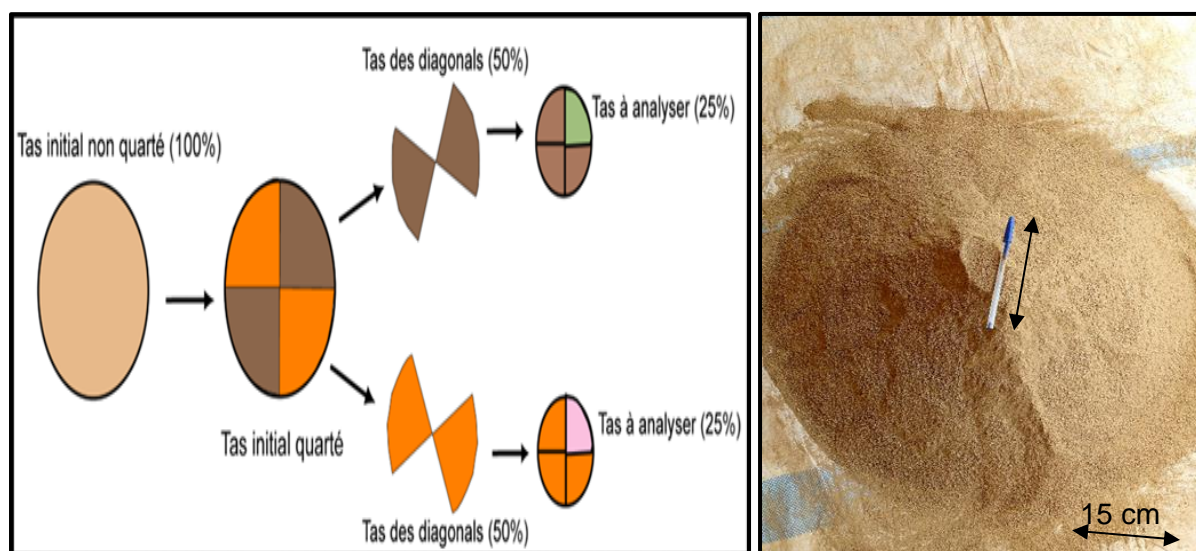 Tas des diagonals (50%)
Tas à analyser (25%)
Tas initial non quarté (100%)
Tas initial quarté
Tas à analyser (25%)
Tas des diagonals (50%)
15 cm